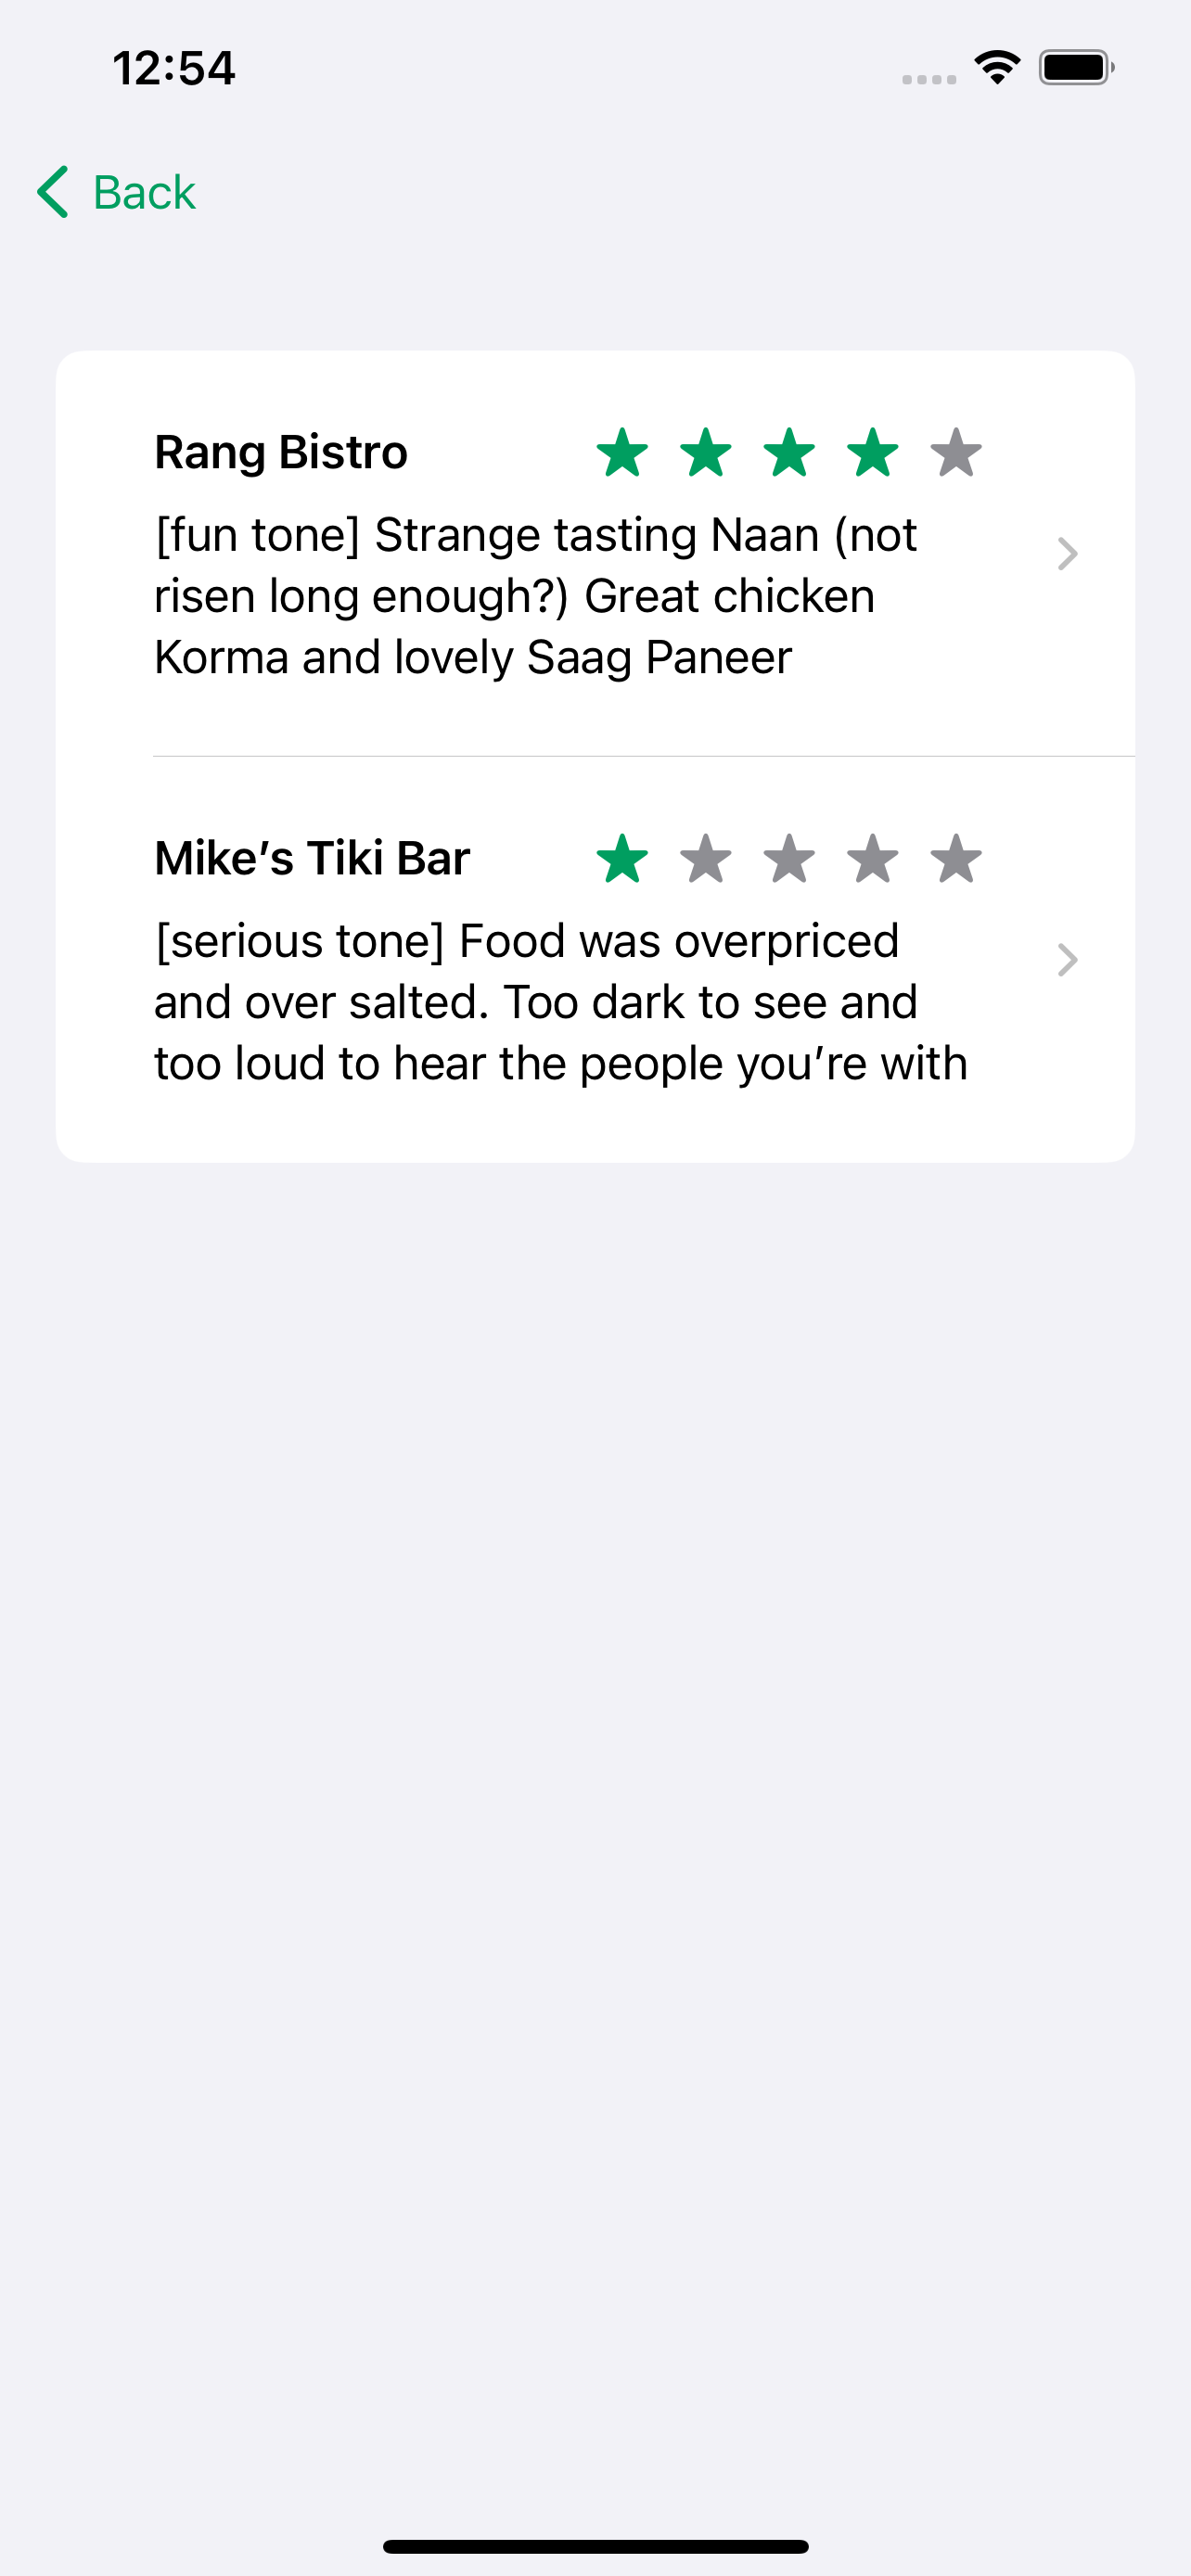 12:54
Back
Rang Bistro
[fun tone] Strange tasting Naan (not
risen long enough?) Great chicken
Korma and lovely Saag Paneer
Mike’s Tiki Bar
[serious tone] Food was overpriced
and over salted. Too dark to see and
too loud to hear the people you’re with